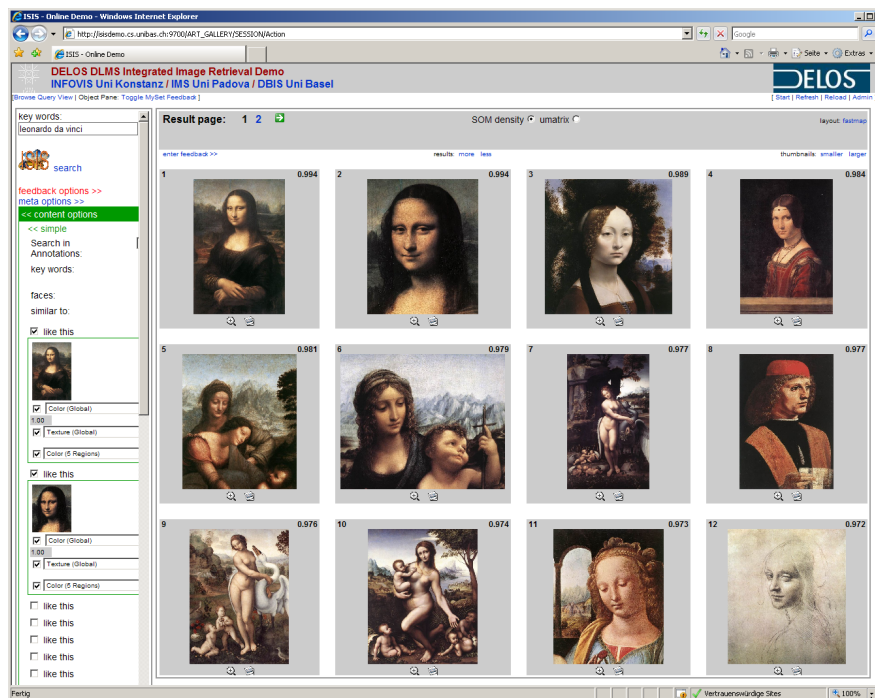 ISIS - Online Demo - Windows Internet Explorer
http://isisdemo.cs.unibas.ch:9700/ART_GALLERY/SESSION/Action
Google
ISIS - Online Demo
Seite
Extras
DELOS DLMS Integrated Image Retrieval Demo
INFOVIS Uni Konstanz / IMS Uni Padova / DBIS Uni Basel
DELOS
[Browse Query View | Object Pane: Toggle MySet Feedback ]
[ Start | Refresh | Reload | Admin
key words:
leonardo da vinci
ISIS
search
feedback options >>
meta options >>
<< content options
<< simple
Search in
Annotations:
key words:
faces:
similar to:
like this
Color (Global)
1.00
Texture (Global)
Color (5 Regions)
like this
Color (Global)
1.00
Texture (Global)
Color (5 Regions)
like this
like this
like this
like this
like this
Result page: 1 2
SOM density umatrix
layout: fastmap
enter feedback >>
results: more less
thumbnails: smaller larger
1 0.994
2 0.994
3 0.989
4 0.984
5 0.981
6 0.979
7 0.977
8 0.977
9 0.976
10 0.974
11 0.973
12 0.972
Fertig
Vertrauenswürdige Sites
100%